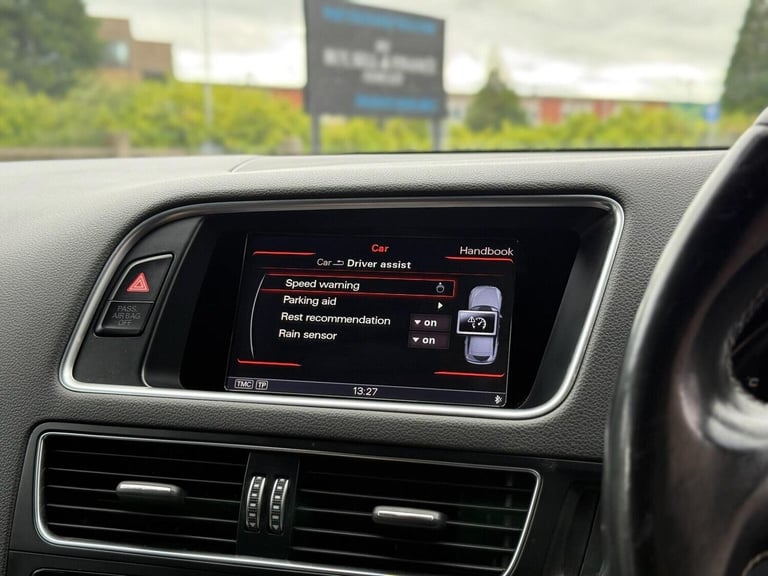 Car
Handbook
Car Driver assist
Speed warning
Parking aid
Rest recommendation
on
Rain sensor
on
TMC TP
13:27
PASS.
AIR BAG
OFF